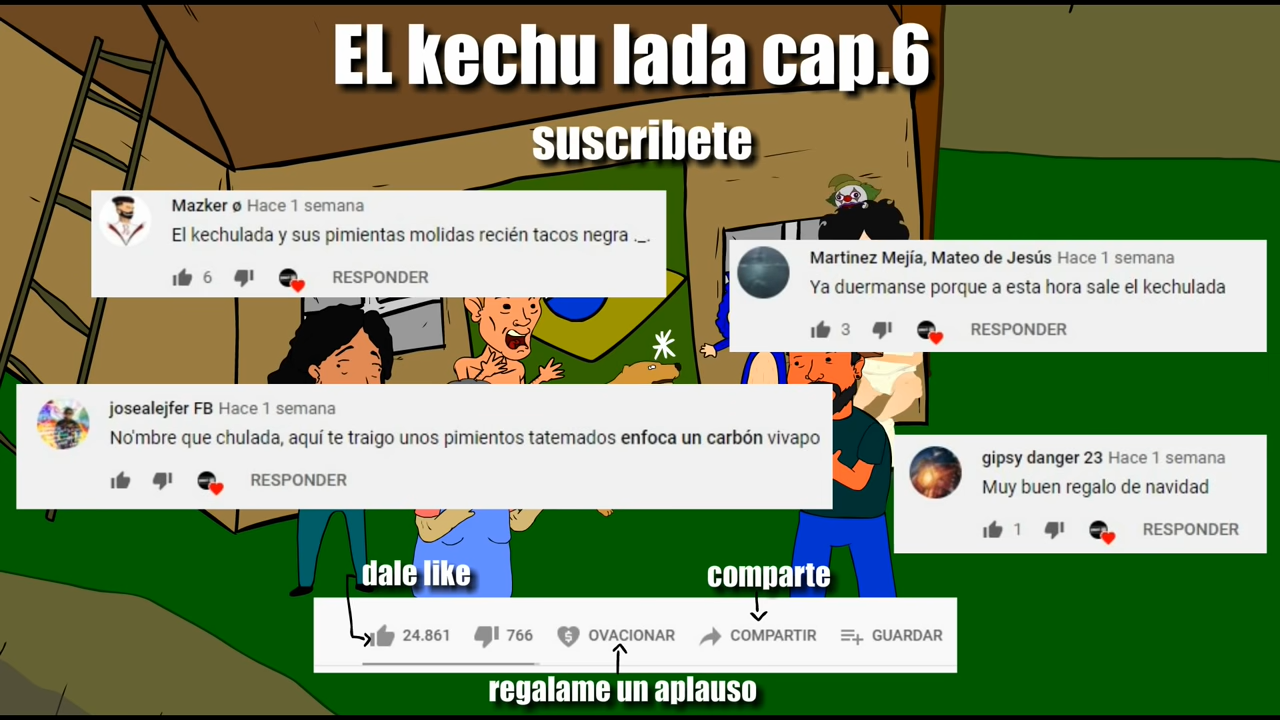 EL kechu lada cap.6
suscribete
Mazker ø Hace 1 semana
El kechulada y sus pimientas molidas recién tacos negra ._.
6 RESPONDER
Martinez Mejía, Mateo de Jesús Hace 1 semana
Ya duermanse porque a esta hora sale el kechulada
3 RESPONDER
josealejfer FB Hace 1 semana
No'mbre que chulada, aquí te traigo unos pimientos tatemados enfoca un carbón vivapo
RESPONDER
gipsy danger 23 Hace 1 semana
Muy buen regalo de navidad
1 RESPONDER
dale like
comparte
24.861 766 OVACIONAR COMPARTIR GUARDAR
regalame un aplauso